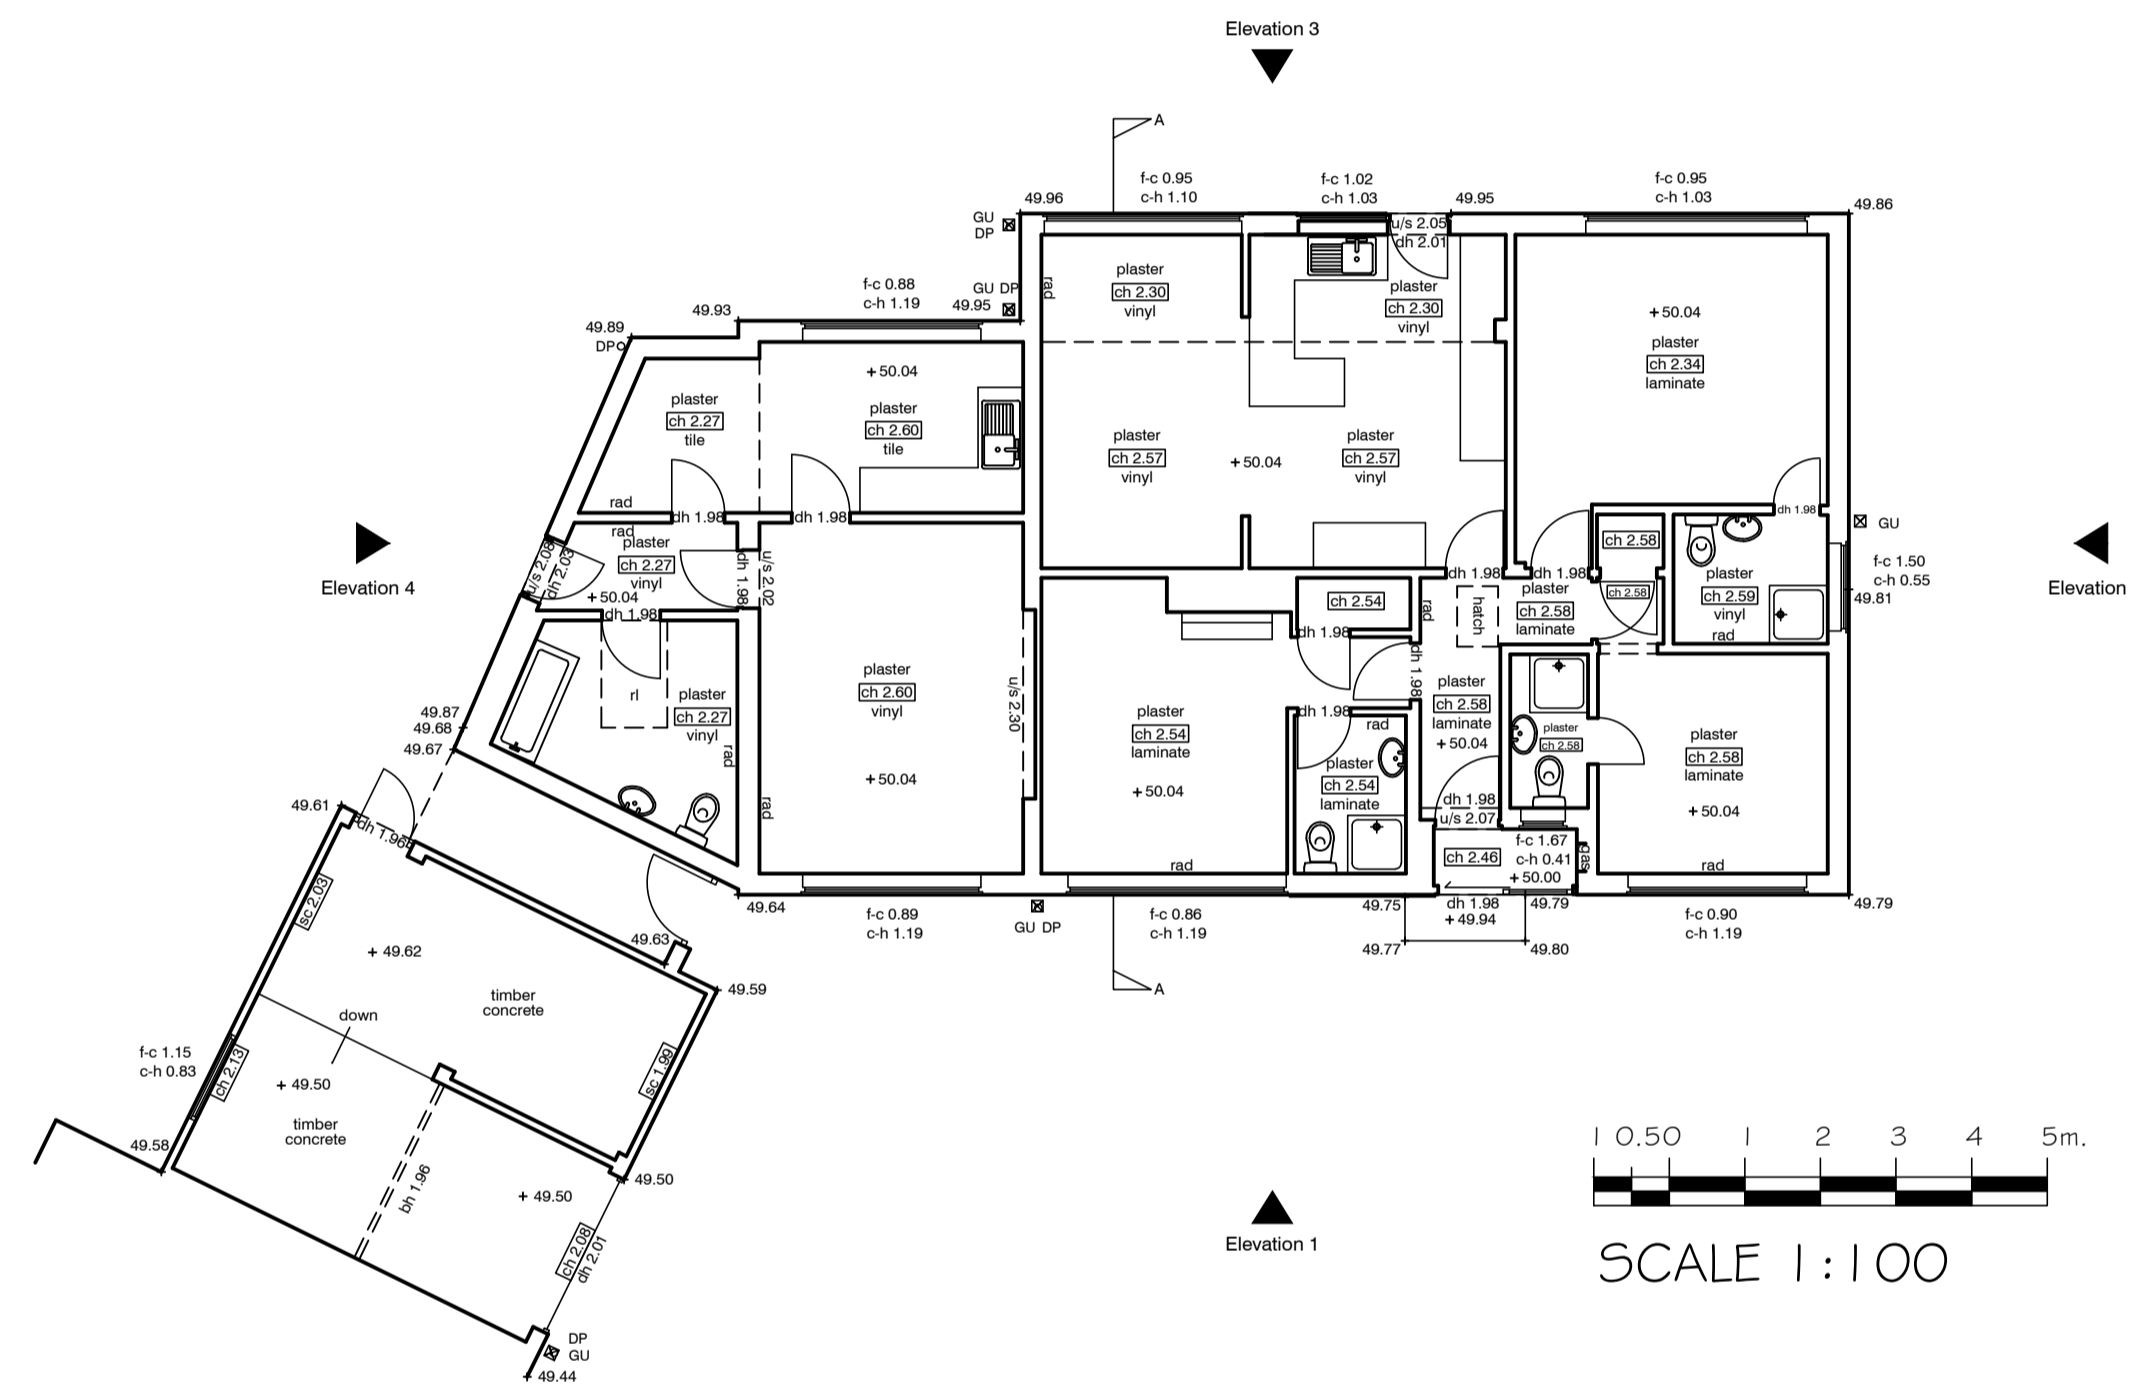 Elevation 3
A
f-c 0.95
c-h 1.10
f-c 1.02
c-h 1.03
f-c 0.95
c-h 1.03
49.96
49.95
49.86
GU
DP
u/s 2.05
dh 2.01
plaster
ch 2.30
vinyl
rad
plaster
ch 2.30
vinyl
f-c 0.88
c-h 1.19
GU DP
49.95
49.93
49.89
DP
+50.04
plaster
ch 2.34
laminate
+50.04
plaster
ch 2.27
tile
plaster
ch 2.60
tile
plaster
ch 2.57
vinyl
+50.04
plaster
ch 2.57
vinyl
rad
dh 1.98
dh 1.98
dh 1.98
GU
rad
plaster
ch 2.27
vinyl
+50.04
u/s 2.08
dh 2.03
dh 1.98
u/s 2.02
dh 1.98
Elevation 4
dh 1.98
dh 1.98
ch 2.58
ch 2.58
plaster
ch 2.59
vinyl
rad
f-c 1.50
c-h 0.55
49.81
Elevation
ch 2.54
rad
hatch
plaster
ch 2.58
laminate
dh 1.98
dh 1.98
rl
plaster
ch 2.27
vinyl
rad
plaster
ch 2.60
vinyl
u/s 2.30
+50.04
rad
plaster
ch 2.54
laminate
+50.04
rad
dh 1.98
rad
plaster
ch 2.54
laminate
plaster
ch 2.58
laminate
+50.04
dh 1.98
u/s 2.07
plaster
ch 2.58
plaster
ch 2.58
laminate
+50.04
rad
49.87
49.68
49.67
49.61
dh 1.96
ch 2.46
f-c 1.67
c-h 0.41
+50.00
gas
49.64
f-c 0.89
c-h 1.19
GU DP
f-c 0.86
c-h 1.19
49.75
dh 1.98
+49.94
49.79
49.77
49.80
f-c 0.90
c-h 1.19
49.79
sc 2.03
49.63
+49.62
49.59
A
timber
concrete
down
f-c 1.15
c-h 0.83
ch 2.13
+49.50
sc 1.99
timber
concrete
49.58
bh 1.96
+49.50
49.50
ch 2.08
dh 2.01
DP
GU
49.44
Elevation 1
1 0.50 1 2 3 4 5m.
SCALE 1:100